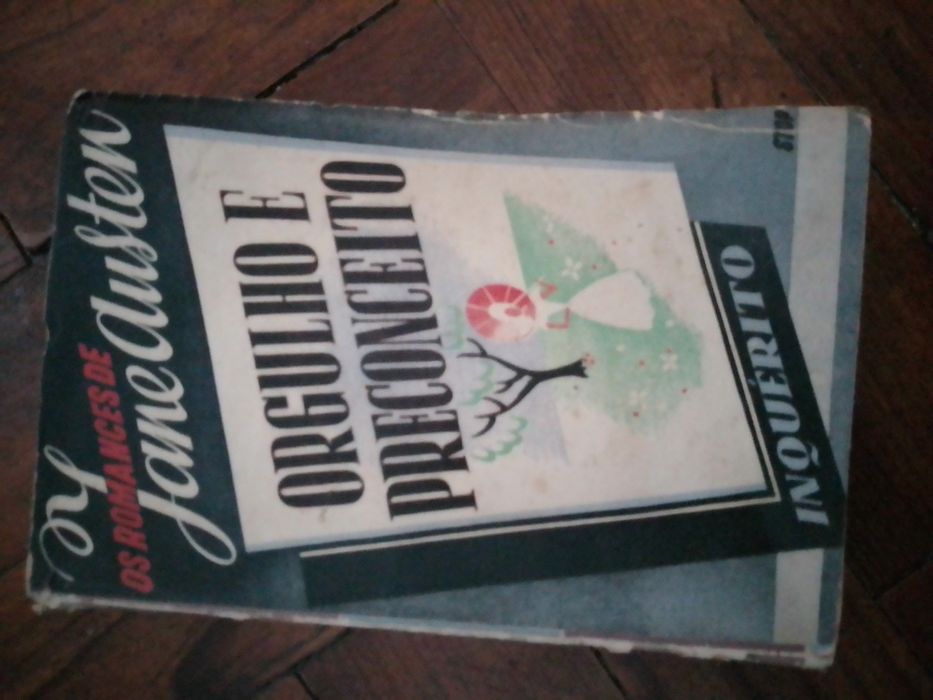 OS ROMANCES DE
Jane Austen
ORGULHO E
PRECONCEITO
INQUÉRITO